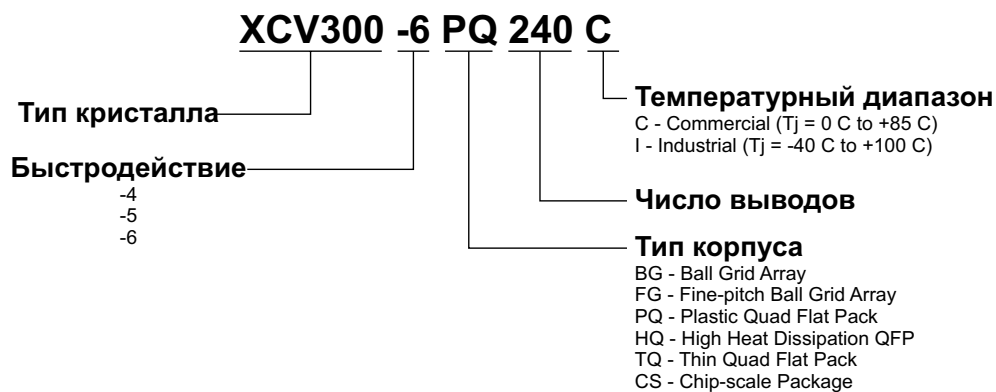 XCV300 -6 PQ 240 C
Тип кристалла
Быстродействие
-4
-5
-6
Температурный диапазон
C - Commercial (Tj = 0 C to +85 C)
I - Industrial (Tj = -40 C to +100 C)
Число выводов
Тип корпуса
BG - Ball Grid Array
FG - Fine-pitch Ball Grid Array
PQ - Plastic Quad Flat Pack
HQ - High Heat Dissipation QFP
TQ - Thin Quad Flat Pack
CS - Chip-scale Package